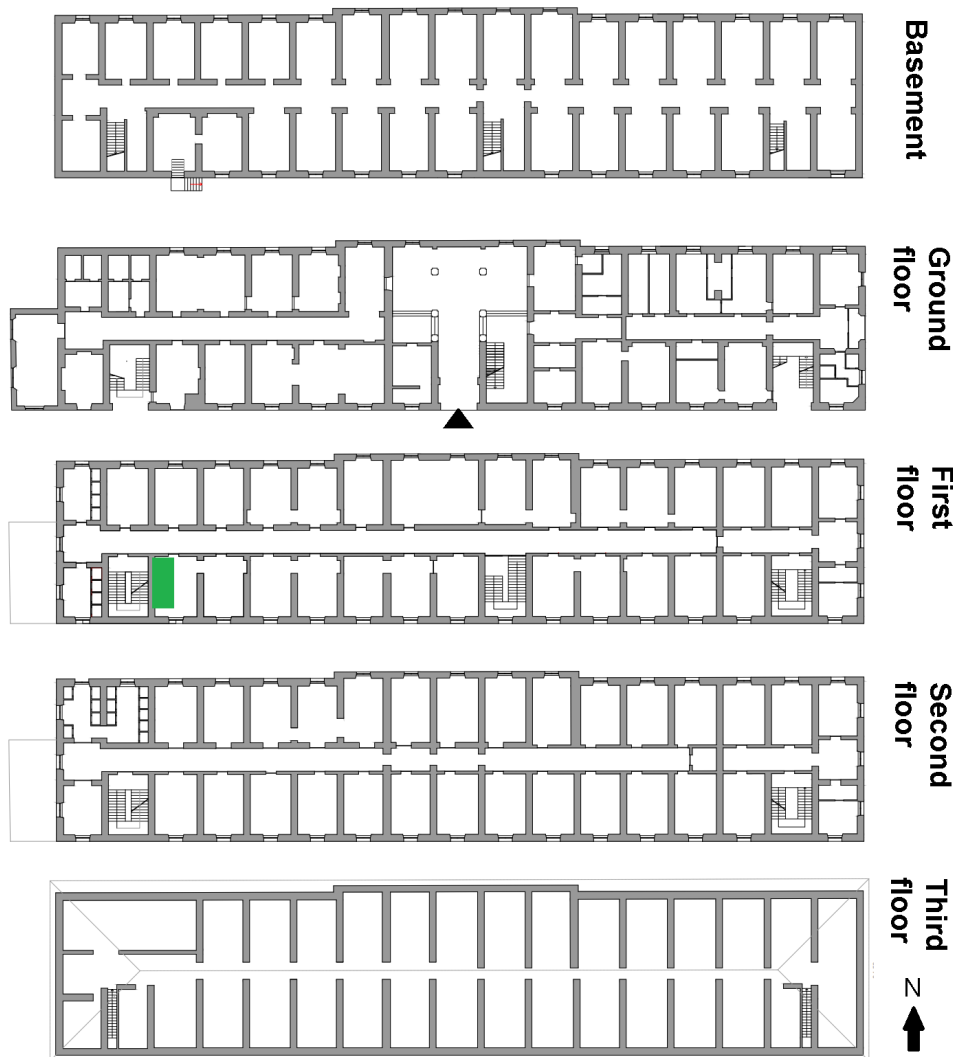 Basement
Ground
floor
First
floor
Second
floor
Third
floor
N